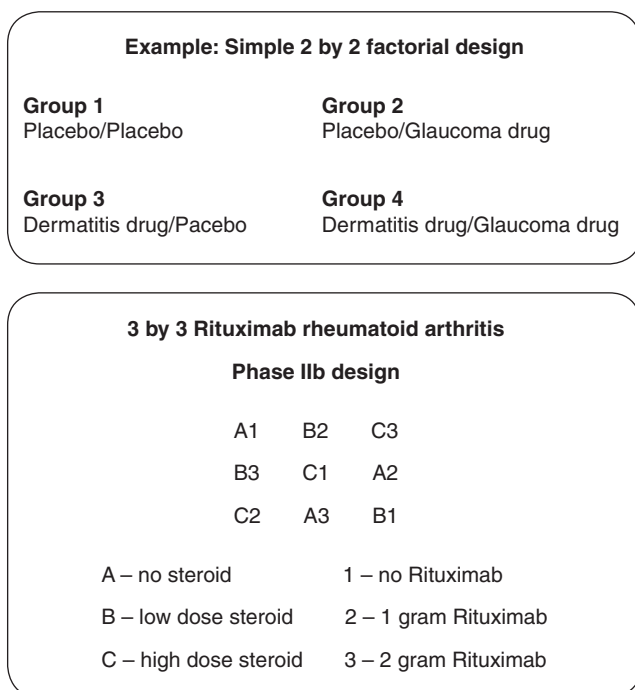 Example: Simple 2 by 2 factorial design
Group 1 Group 2
Placebo/Placebo Placebo/Glaucoma drug
Group 3 Group 4
Dermatitis drug/Pacebo Dermatitis drug/Glaucoma drug
3 by 3 Rituximab rheumatoid arthritis
Phase IIb design
A1 B2 C3
B3 C1 A2
C2 A3 B1
A – no steroid 1 – no Rituximab
B – low dose steroid 2 – 1 gram Rituximab
C – high dose steroid 3 – 2 gram Rituximab